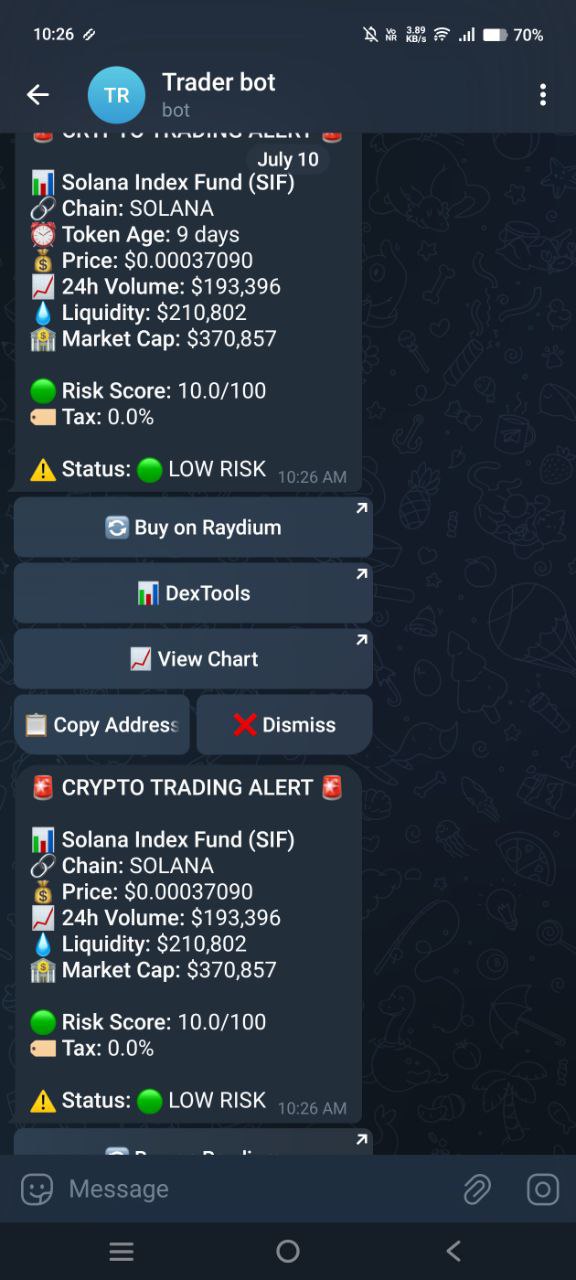 10:26
Vo
NR
3.89
KB/s
70%
TR
Trader bot
bot
🚨 CRYPTO TRADING ALERT 🚨
July 10
📊 Solana Index Fund (SIF)
🔗 Chain: SOLANA
⏰ Token Age: 9 days
💰 Price: $0.00037090
📈 24h Volume: $193,396
💧 Liquidity: $210,802
🏦 Market Cap: $370,857
🟢 Risk Score: 10.0/100
🏷️ Tax: 0.0%
⚠️ Status: 🟢 LOW RISK 10:26 AM
🔄 Buy on Raydium
📊 DexTools
📈 View Chart
📋 Copy Address
❌ Dismiss
🚨 CRYPTO TRADING ALERT 🚨
📊 Solana Index Fund (SIF)
🔗 Chain: SOLANA
💰 Price: $0.00037090
📈 24h Volume: $193,396
💧 Liquidity: $210,802
🏦 Market Cap: $370,857
🟢 Risk Score: 10.0/100
🏷️ Tax: 0.0%
⚠️ Status: 🟢 LOW RISK 10:26 AM
Message